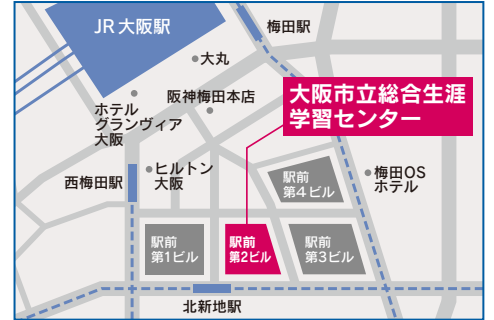 JR大阪駅
梅田駅
大丸
ホテル
グランヴィア
大阪
阪神梅田本店
大阪市立総合生涯
学習センター
西梅田駅
ヒルトン
大阪
駅前
第4ビル
梅田OS
ホテル
駅前
第1ビル
駅前
第2ビル
駅前
第3ビル
北新地駅